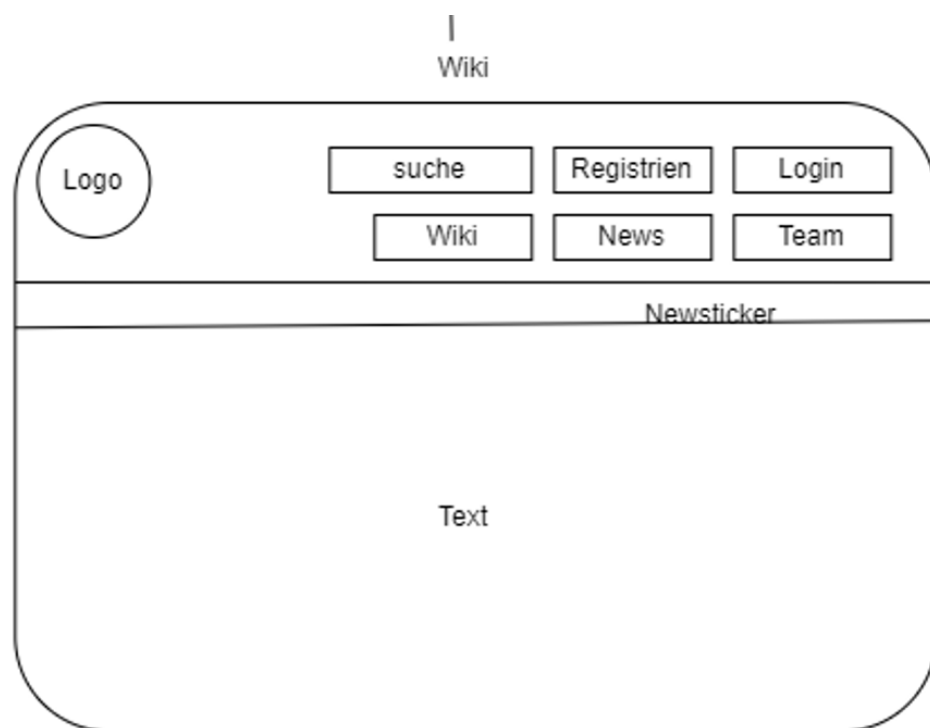 Wiki
Logo
suche
Registrien
Login
Wiki
News
Team
Newsticker
Text